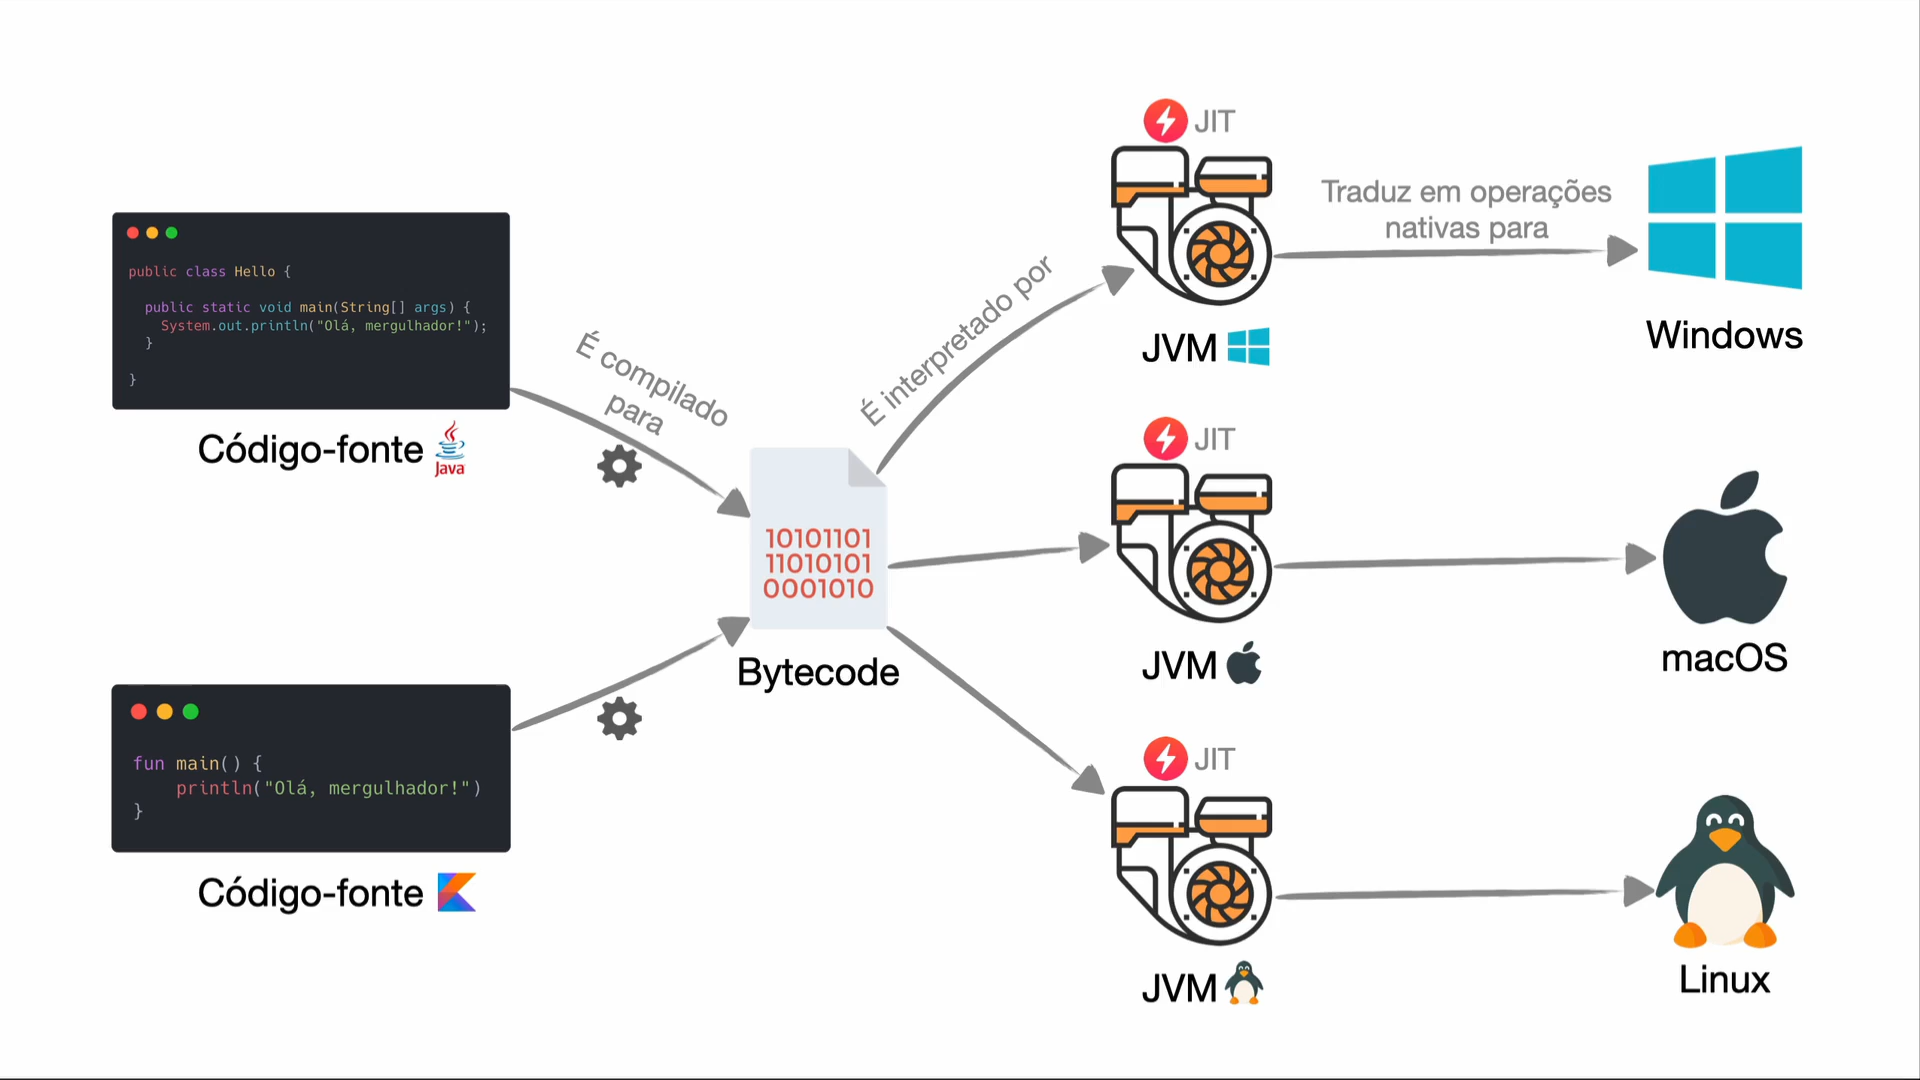 public class Hello {
public static void main(String[] args) {
System.out.println("Olá, mergulhador!");
}
}
Código-fonte
Java
É compilado
para
fun main() {
println("Olá, mergulhador!")
}
Código-fonte
10101101
11010101
0001010
Bytecode
É interpretado por
JIT
JVM
Traduz em operações
nativas para
Windows
JIT
JVM
macOS
JIT
JVM
Linux